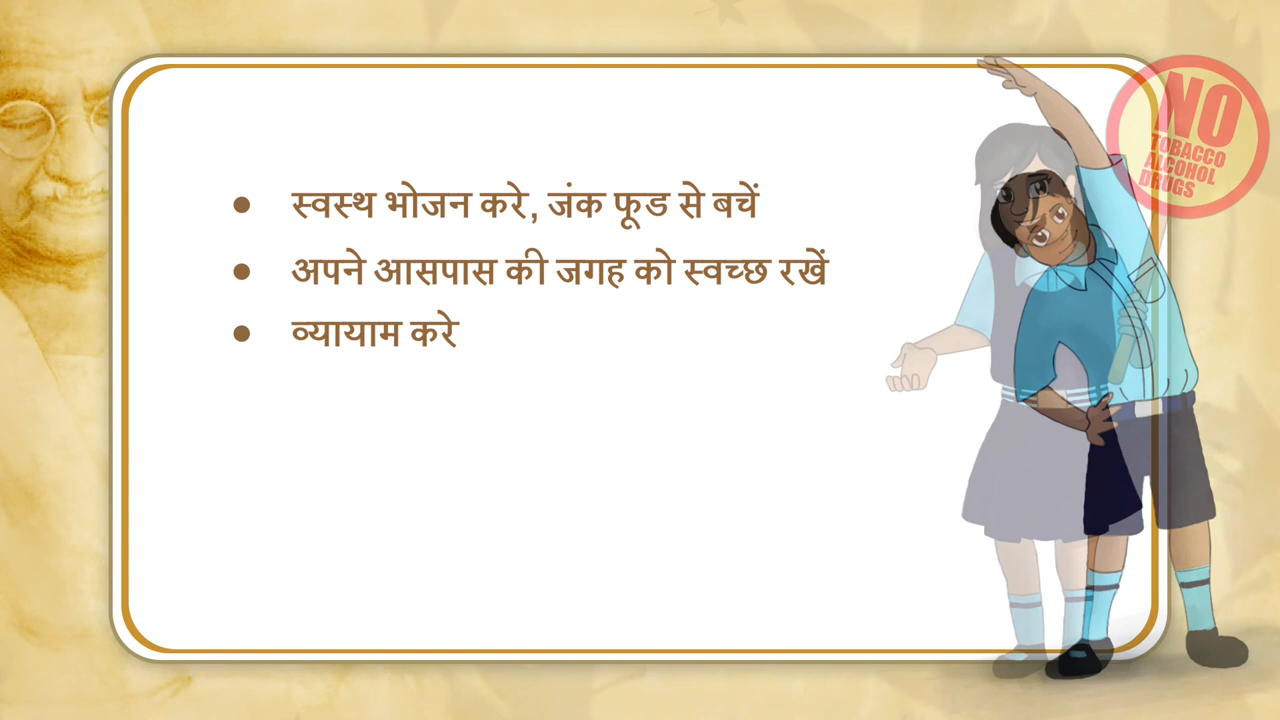 स्वस्थ भोजन करे, जंक फूड से बचें
अपने आसपास की जगह को स्वच्छ रखें
व्यायाम करे
NO
TOBACCO
ALCOHOL
DRUGS